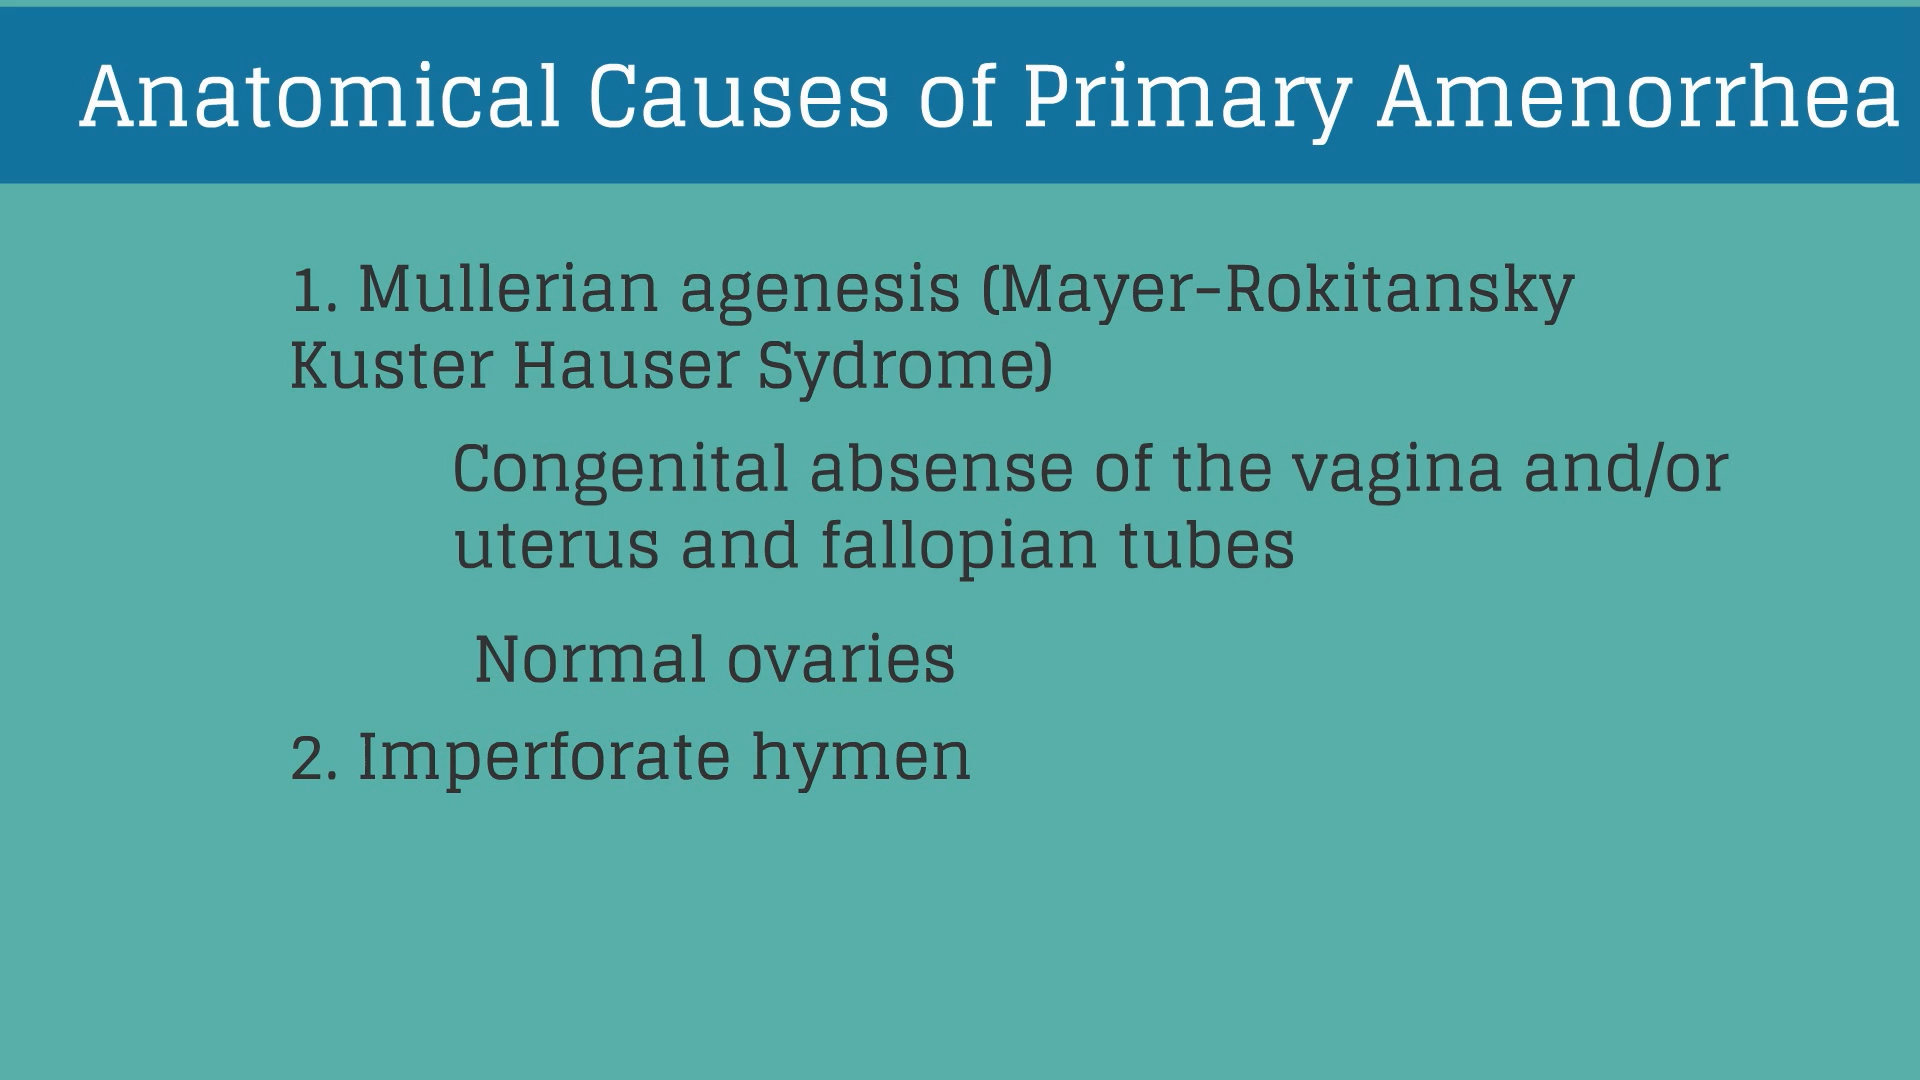 Anatomical Causes of Primary Amenorrhea
1. Mullerian agenesis (Mayer-Rokitansky
Kuster Hauser Sydrome)
Congenital absense of the vagina and/or
uterus and fallopian tubes
Normal ovaries
2. Imperforate hymen